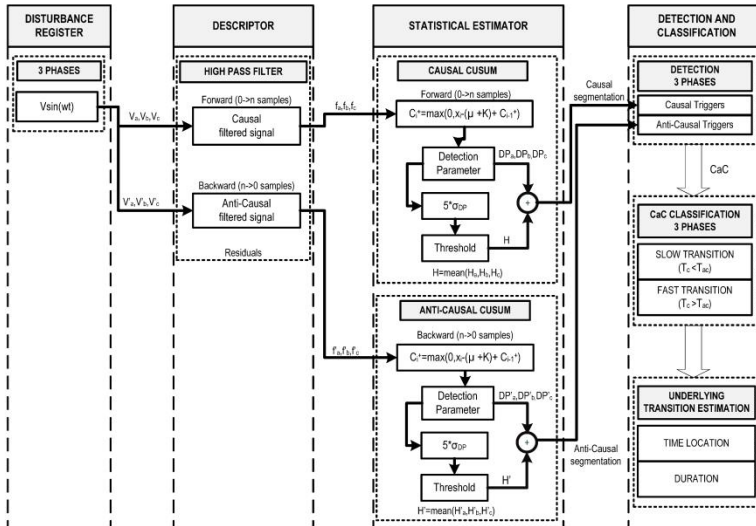 DISTURBANCE
REGISTER
3 PHASES
Vsin(wt)
Va,Vb,Vc
V'a,V'b,V'c
DESCRIPTOR
HIGH PASS FILTER
Forward (0->n samples)
Causal
filtered signal
Backward (n->0 samples)
Anti-Causal
filtered signal
Residuals
fa,fb,fc
f'a,f'b,f'c
STATISTICAL ESTIMATOR
CAUSAL CUSUM
Forward (0->n samples)
Ci+=max(0,xi-(μ +K)+ Ci-1+)
Detection
Parameter
DPa,DPb,DPc
5*σDP
+
Threshold
H
H=mean(Ha,Hb,Hc)
ANTI-CAUSAL CUSUM
Backward (n->0 samples)
Ci+=max(0,xi-(μ +K)+ Ci-1+)
Detection
Parameter
DP'a,DP'b,DP'c
5*σDP
+
Threshold
H'
H'=mean(H'a,H'b,H'c)
Causal
segmentation
Anti-Causal
segmentation
DETECTION AND
CLASSIFICATION
DETECTION
3 PHASES
Causal Triggers
Anti-Causal Triggers
CaC
CaC CLASSIFICATION
3 PHASES
SLOW TRANSITION
(Tc <Tac)
FAST TRANSITION
(Tc >Tac)
UNDERLYING
TRANSITION ESTIMATION
TIME LOCATION
DURATION